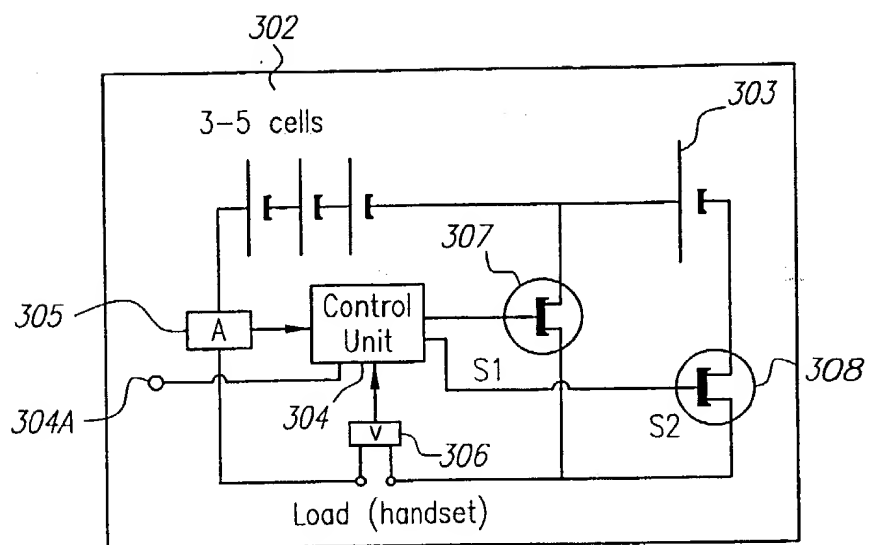 302
3-5 cells
303
307
305
A
Control
Unit
S1
308
304A
304
V
306
S2
Load (handset)